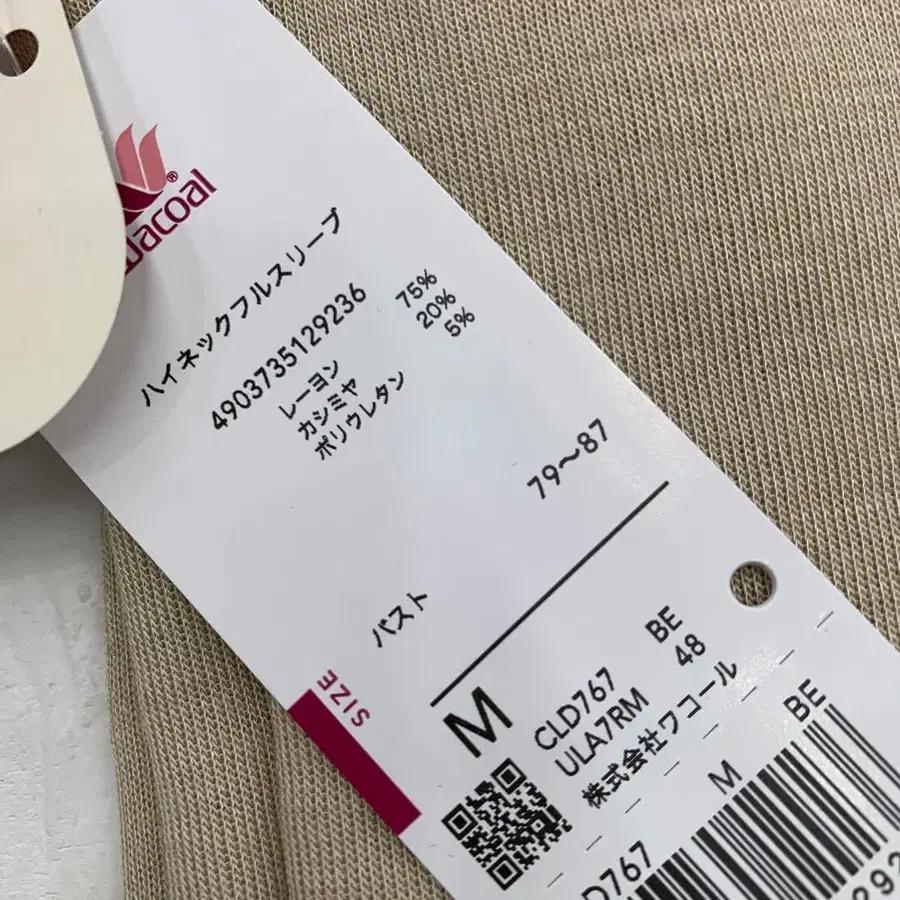 wacoal®
ハイネックフルスリーブ
4903735129236
レーヨン 75%
カシミヤ 20%
ポリウレタン 5%
バスト 79〜87
SIZE
M
CLD767 BE
ULA7RM 48
株式会社ワコール
M BE